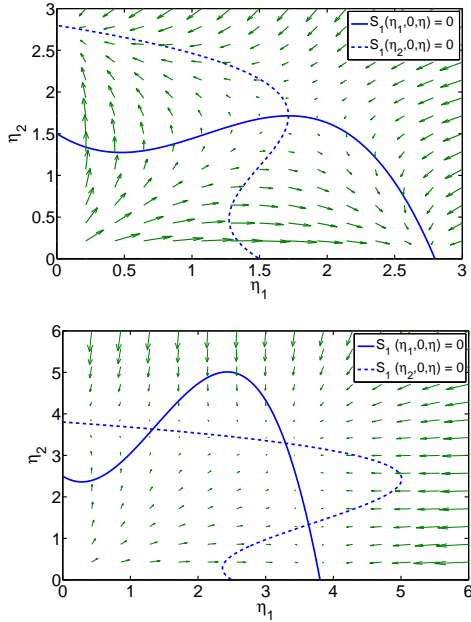 3
2.5
2
1.5
1
0.5
0
η₂
S₁(η₁,0,η) = 0
S₁(η₂,0,η) = 0
0 0.5 1 1.5 2 2.5 3
η₁
6
5
4
3
2
1
0
η₂
S₁ (η₁,0,η) = 0
S₁ (η₂,0,η) = 0
0 1 2 3 4 5 6
η₁